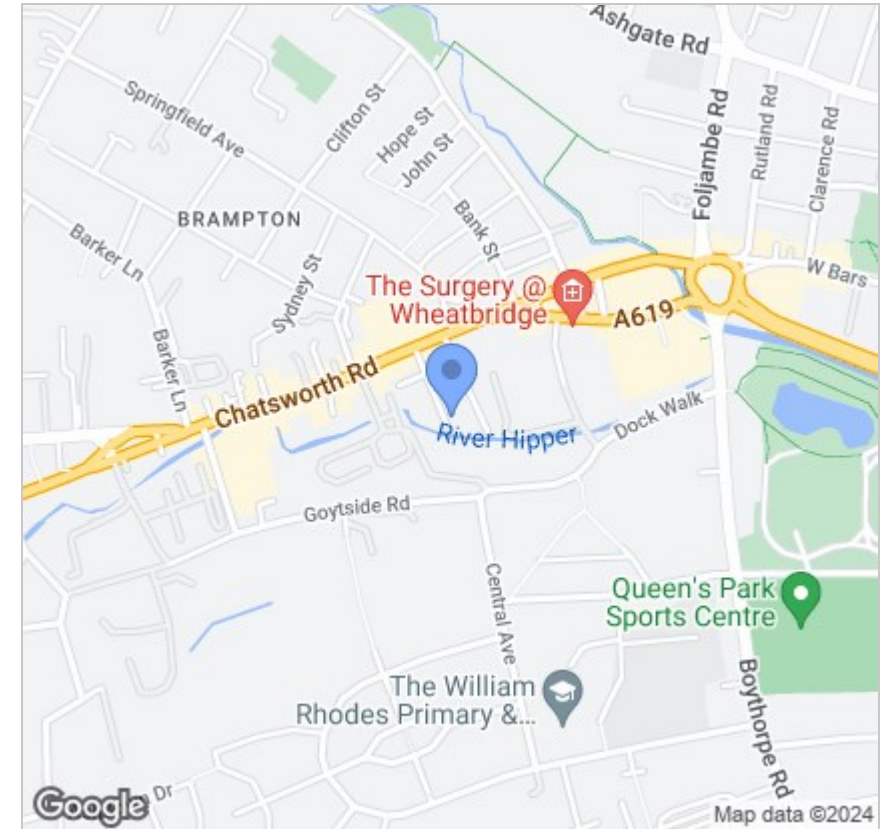 Ashgate Rd
Springfield Ave
Clifton St
Hope St
John St
Foljambe Rd
Rutland Rd
Clarence Rd
BRAMPTON
Bank St
Barker Ln
Sydney St
W Bars
The Surgery @
Wheatbridge
A619
Barker Ln
Chatsworth Rd
River Hipper
Dock Walk
Goytside Rd
Central Ave
Queen's Park
Sports Centre
The William
Rhodes Primary &...
Boythorpe Rd
Dr
Google
Map data ©2024